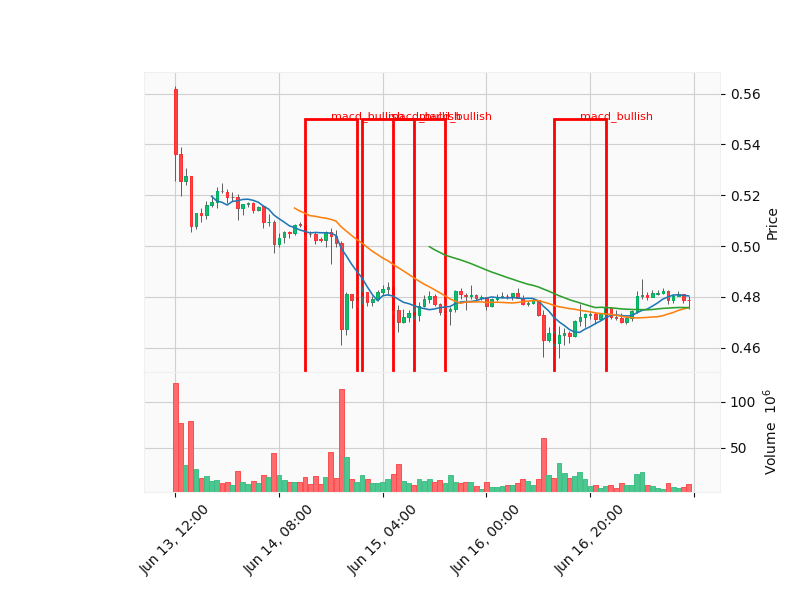 macd_bullish
macd_bullish
macd_bullish
macd_bullish
0.56
0.54
0.52
0.50
0.48
0.46
Price
100
50
Volume 10^6
Jun 13, 12:00
Jun 14, 08:00
Jun 15, 04:00
Jun 16, 00:00
Jun 16, 20:00